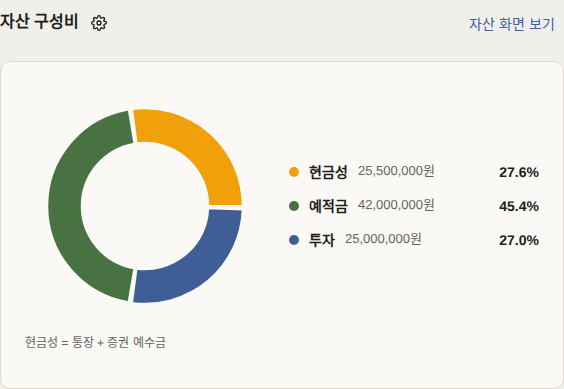 자산 구성비
자산 화면 보기
현금성 25,500,000원 27.6%
예적금 42,000,000원 45.4%
투자 25,000,000원 27.0%
현금성 = 통장 + 증권 예수금